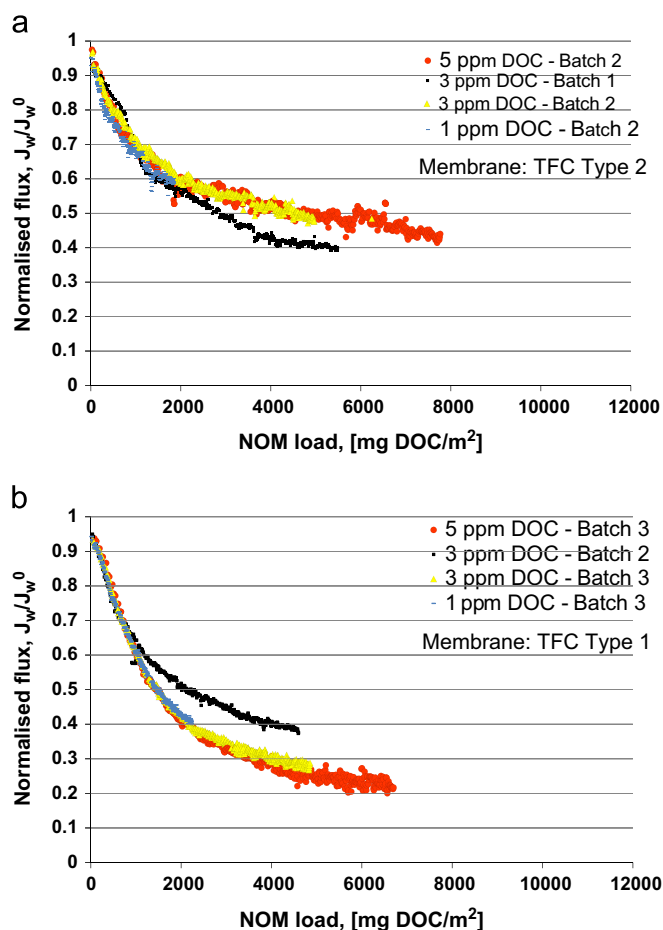 a
1
0.9
0.8
0.7
0.6
0.5
0.4
0.3
0.2
0.1
0
Normalised flux, J_w/J_w^0
5 ppm DOC - Batch 2
3 ppm DOC - Batch 1
3 ppm DOC - Batch 2
1 ppm DOC - Batch 2
Membrane: TFC Type 2
0 2000 4000 6000 8000 10000 12000
NOM load, [mg DOC/m²]
b
1
0.9
0.8
0.7
0.6
0.5
0.4
0.3
0.2
0.1
0
Normalised flux, J_w/J_w^0
5 ppm DOC - Batch 3
3 ppm DOC - Batch 2
3 ppm DOC - Batch 3
1 ppm DOC - Batch 3
Membrane: TFC Type 1
0 2000 4000 6000 8000 10000 12000
NOM load, [mg DOC/m²]